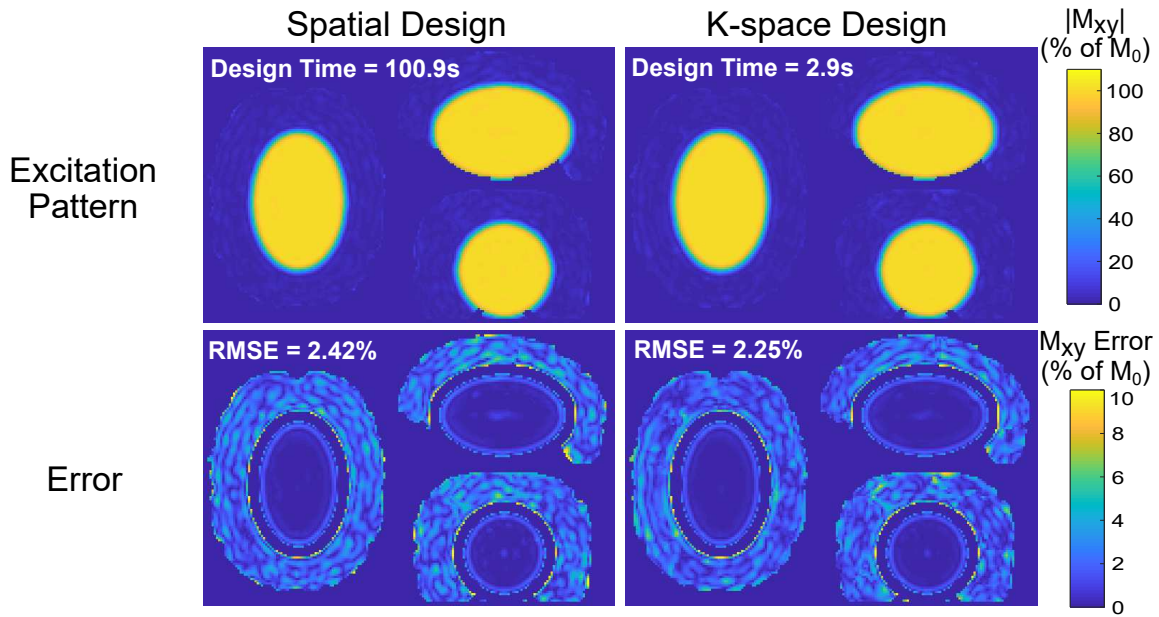 Spatial Design
K-space Design
|Mxy|
(% of M0)
Design Time = 100.9s
Design Time = 2.9s
Excitation
Pattern
100
80
60
40
20
0
RMSE = 2.42%
RMSE = 2.25%
Mxy Error
(% of M0)
Error
10
8
6
4
2
0